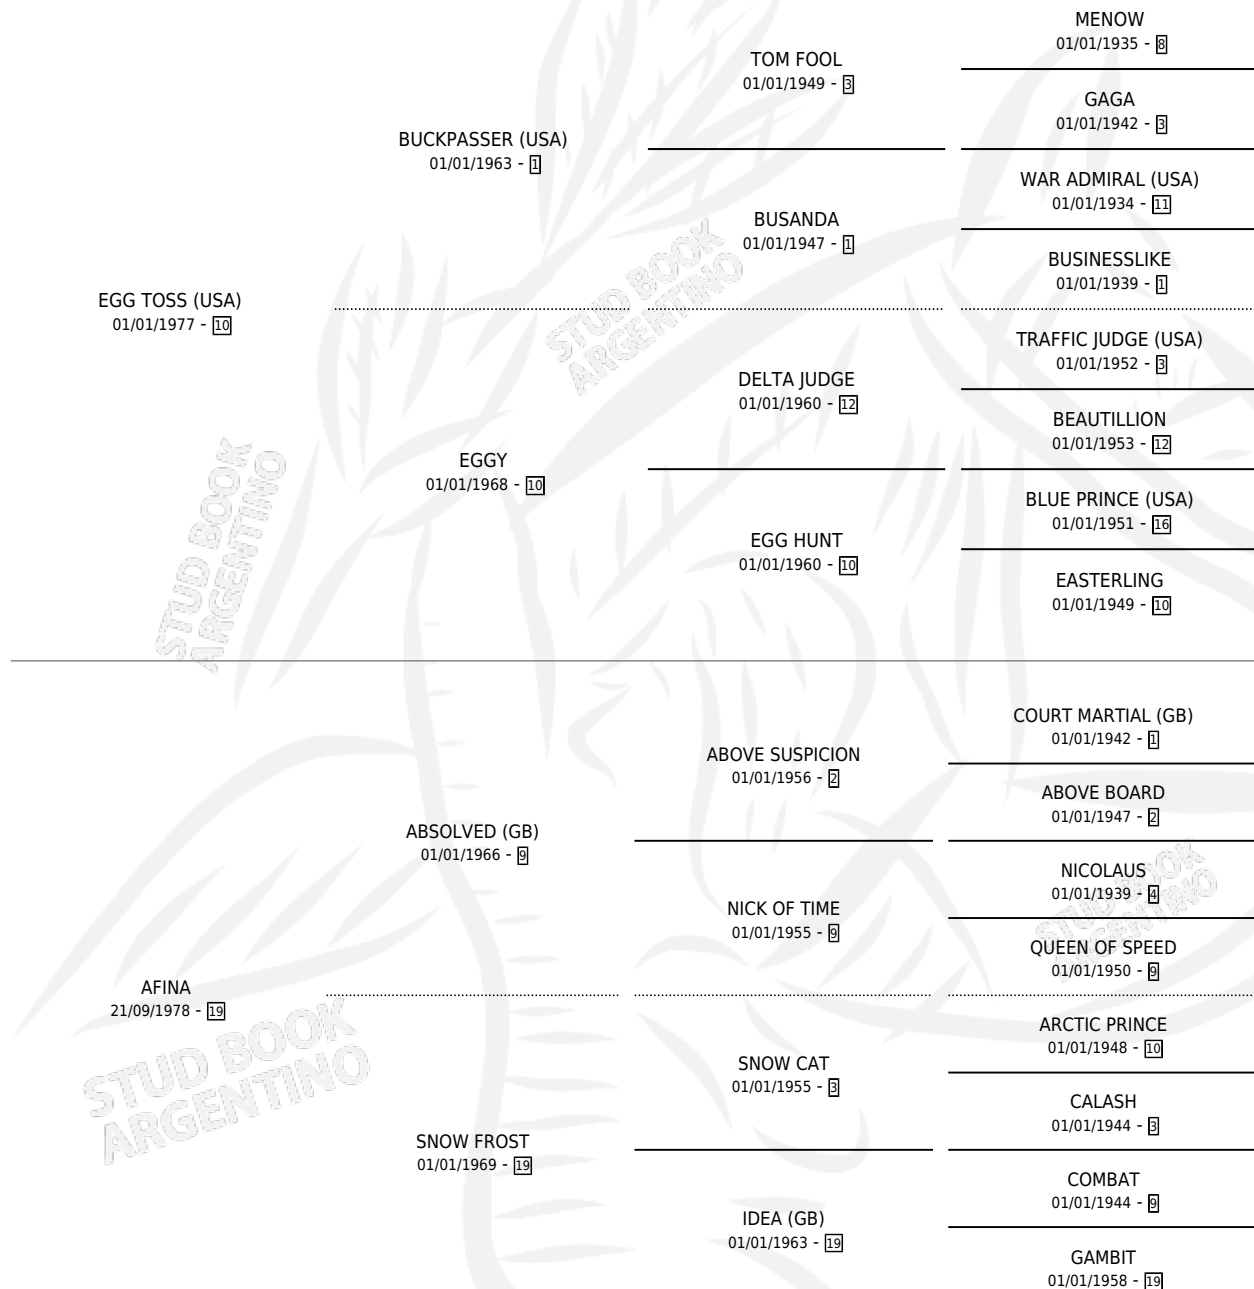 MENOW
01/01/1935 - 8
TOM FOOL
01/01/1949 - 3
GAGA
01/01/1942 - 3
BUCKPASSER (USA)
01/01/1963 - 1
WAR ADMIRAL (USA)
01/01/1934 - 11
BUSANDA
01/01/1947 - 1
BUSINESSLIKE
01/01/1939 - 1
EGG TOSS (USA)
01/01/1977 - 10
TRAFFIC JUDGE (USA)
01/01/1952 - 3
DELTA JUDGE
01/01/1960 - 12
BEAUTILLION
01/01/1953 - 12
EGGY
01/01/1968 - 10
BLUE PRINCE (USA)
01/01/1951 - 16
EGG HUNT
01/01/1960 - 10
EASTERLING
01/01/1949 - 10
COURT MARTIAL (GB)
01/01/1942 - 1
ABOVE SUSPICION
01/01/1956 - 2
ABOVE BOARD
01/01/1947 - 2
ABSOLVED (GB)
01/01/1966 - 9
NICOLAUS
01/01/1939 - 4
NICK OF TIME
01/01/1955 - 9
QUEEN OF SPEED
01/01/1950 - 9
AFINA
21/09/1978 - 19
ARCTIC PRINCE
01/01/1948 - 10
SNOW CAT
01/01/1955 - 3
CALASH
01/01/1944 - 3
SNOW FROST
01/01/1969 - 19
COMBAT
01/01/1944 - 9
IDEA (GB)
01/01/1963 - 19
GAMBIT
01/01/1958 - 19
STUD BOOK
ARGENTINO
STUD BOOK
ARGENTINO
STUD BOOK
ARGENTINO
STUD BOOK
ARGENTINO